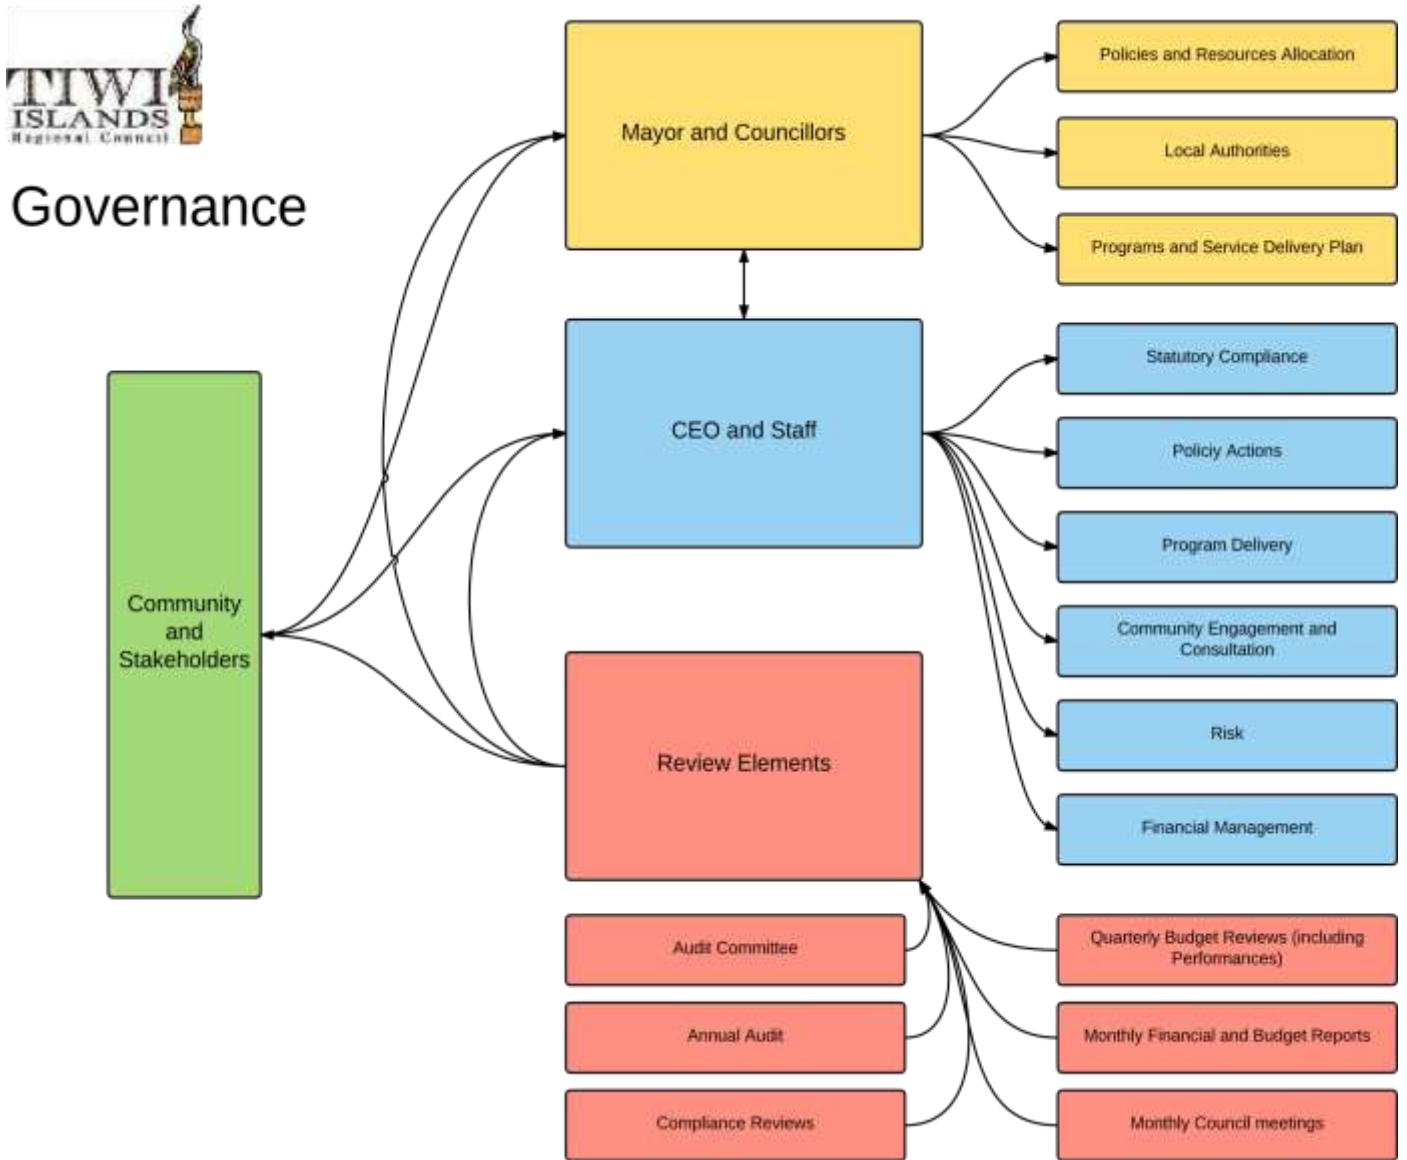 TIWI
ISLANDS
Regional Council
Governance
Mayor and Councillors
Policies and Resources Allocation
Local Authorities
Programs and Service Delivery Plan
CEO and Staff
Statutory Compliance
Policiy Actions
Program Delivery
Community Engagement and
Consultation
Risk
Financial Management
Community
and
Stakeholders
Review Elements
Audit Committee
Annual Audit
Compliance Reviews
Quarterly Budget Reviews (including
Performances)
Monthly Financial and Budget Reports
Monthly Council meetings